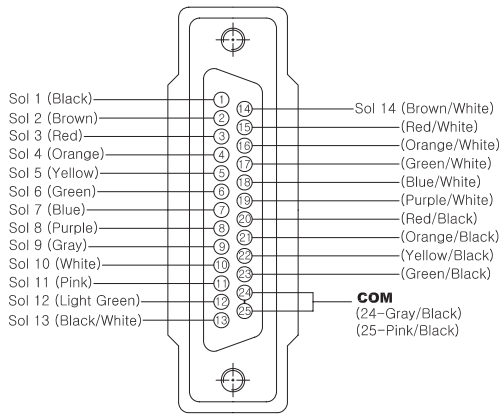 Sol 1 (Black)
Sol 2 (Brown)
Sol 3 (Red)
Sol 4 (Orange)
Sol 5 (Yellow)
Sol 6 (Green)
Sol 7 (Blue)
Sol 8 (Purple)
Sol 9 (Gray)
Sol 10 (White)
Sol 11 (Pink)
Sol 12 (Light Green)
Sol 13 (Black/White)
1
2
3
4
5
6
7
8
9
10
11
12
13
14
15
16
17
18
19
20
21
22
23
24
25
Sol 14 (Brown/White)
(Red/White)
(Orange/White)
(Green/White)
(Blue/White)
(Purple/White)
(Red/Black)
(Orange/Black)
(Yellow/Black)
(Green/Black)
COM
(24-Gray/Black)
(25-Pink/Black)